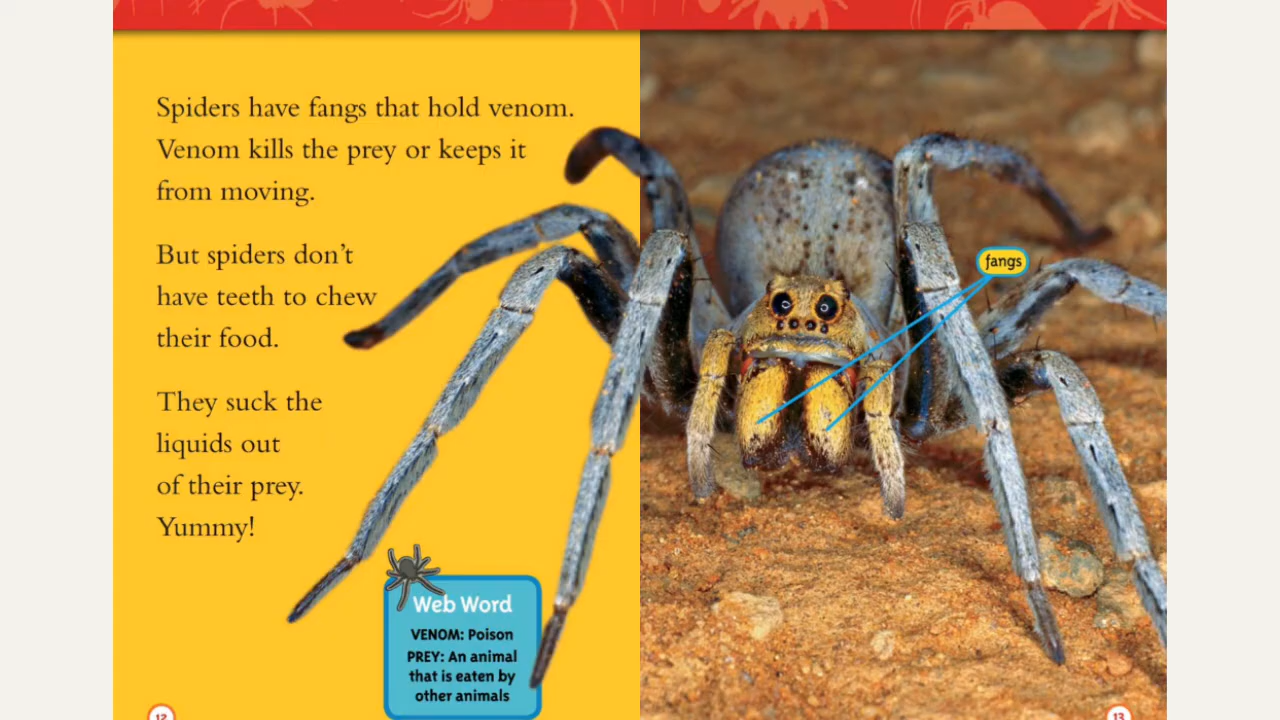 Spiders have fangs that hold venom.
Venom kills the prey or keeps it
from moving.
But spiders don’t
have teeth to chew
their food.
They suck the
liquids out
of their prey.
Yummy!
Web Word
VENOM: Poison
PREY: An animal
that is eaten by
other animals
12
fangs
13